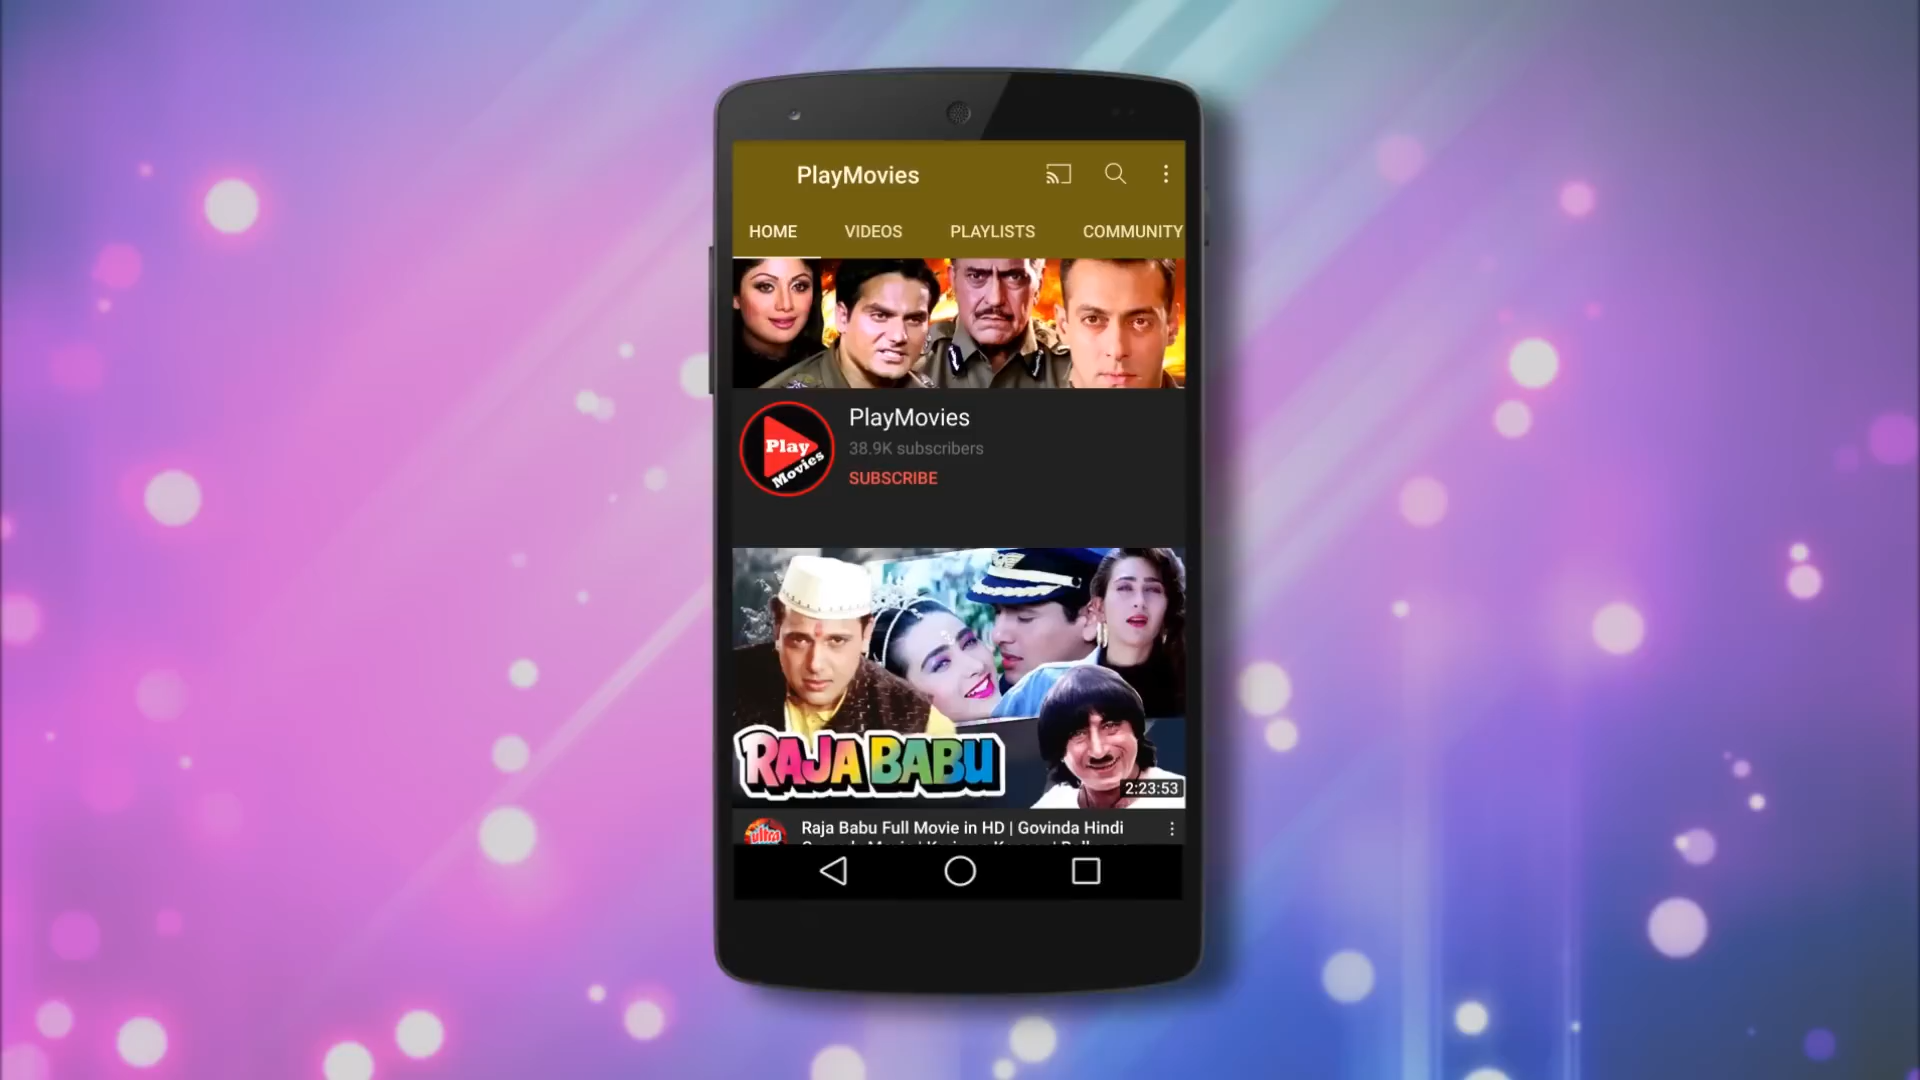 PlayMovies
HOME VIDEOS PLAYLISTS COMMUNITY
PlayMovies
38.9K subscribers
SUBSCRIBE
Play
Movies
RAJA BABU
2:23:53
ultra
Raja Babu Full Movie in HD | Govinda Hindi